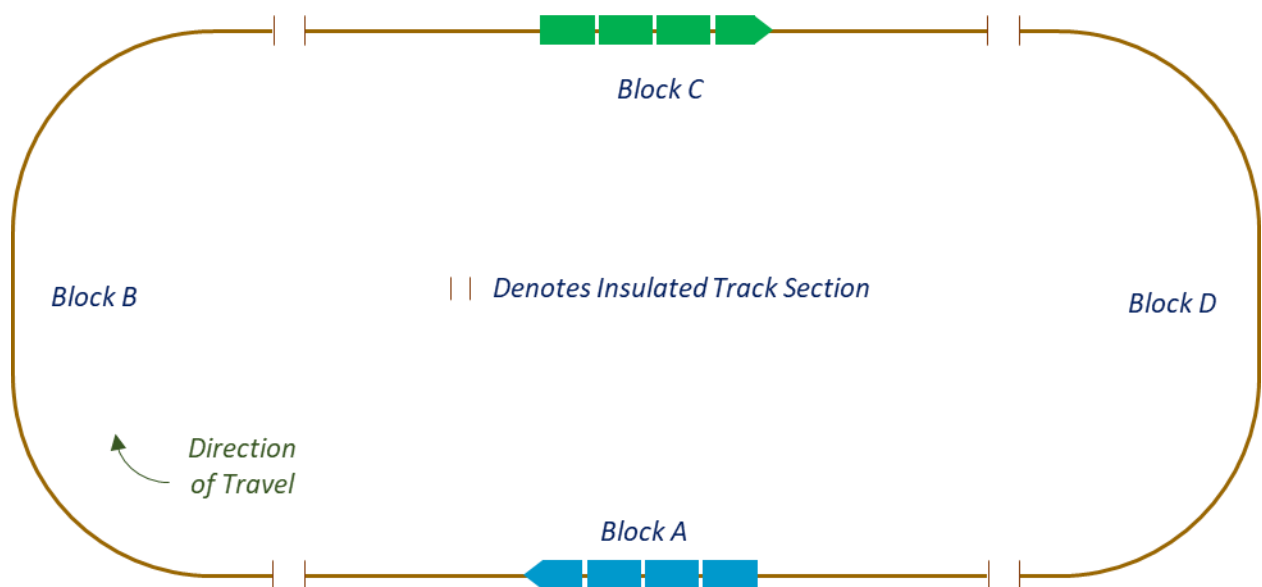 Block C
Block B
Denotes Insulated Track Section
Block D
Direction
of Travel
Block A